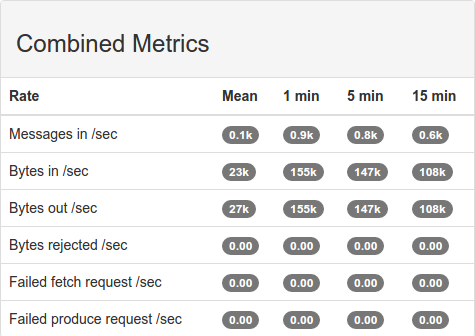 Combined Metrics
Rate Mean 1 min 5 min 15 min
Messages in /sec 0.1k 0.9k 0.8k 0.6k
Bytes in /sec 23k 155k 147k 108k
Bytes out /sec 27k 155k 147k 108k
Bytes rejected /sec 0.00 0.00 0.00 0.00
Failed fetch request /sec 0.00 0.00 0.00 0.00
Failed produce request /sec 0.00 0.00 0.00 0.00